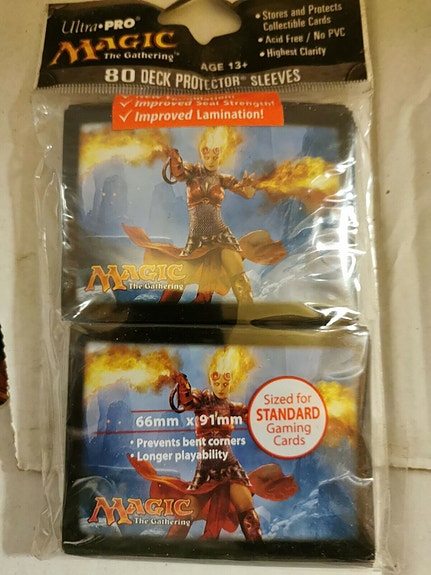 Ultra•PRO
MAGIC
The Gathering™
AGE 13+
• Stores and Protects
Collectible Cards
• Acid Free / No PVC
• Highest Clarity
80 DECK PROTECTOR® SLEEVES
✓ Improved Seal Strength!
✓ Improved Lamination!
MAGIC
The Gathering
66mm x 91mm
• Prevents bent corners
• Longer playability
Sized for
STANDARD
Gaming
Cards
MAGIC
The Gathering